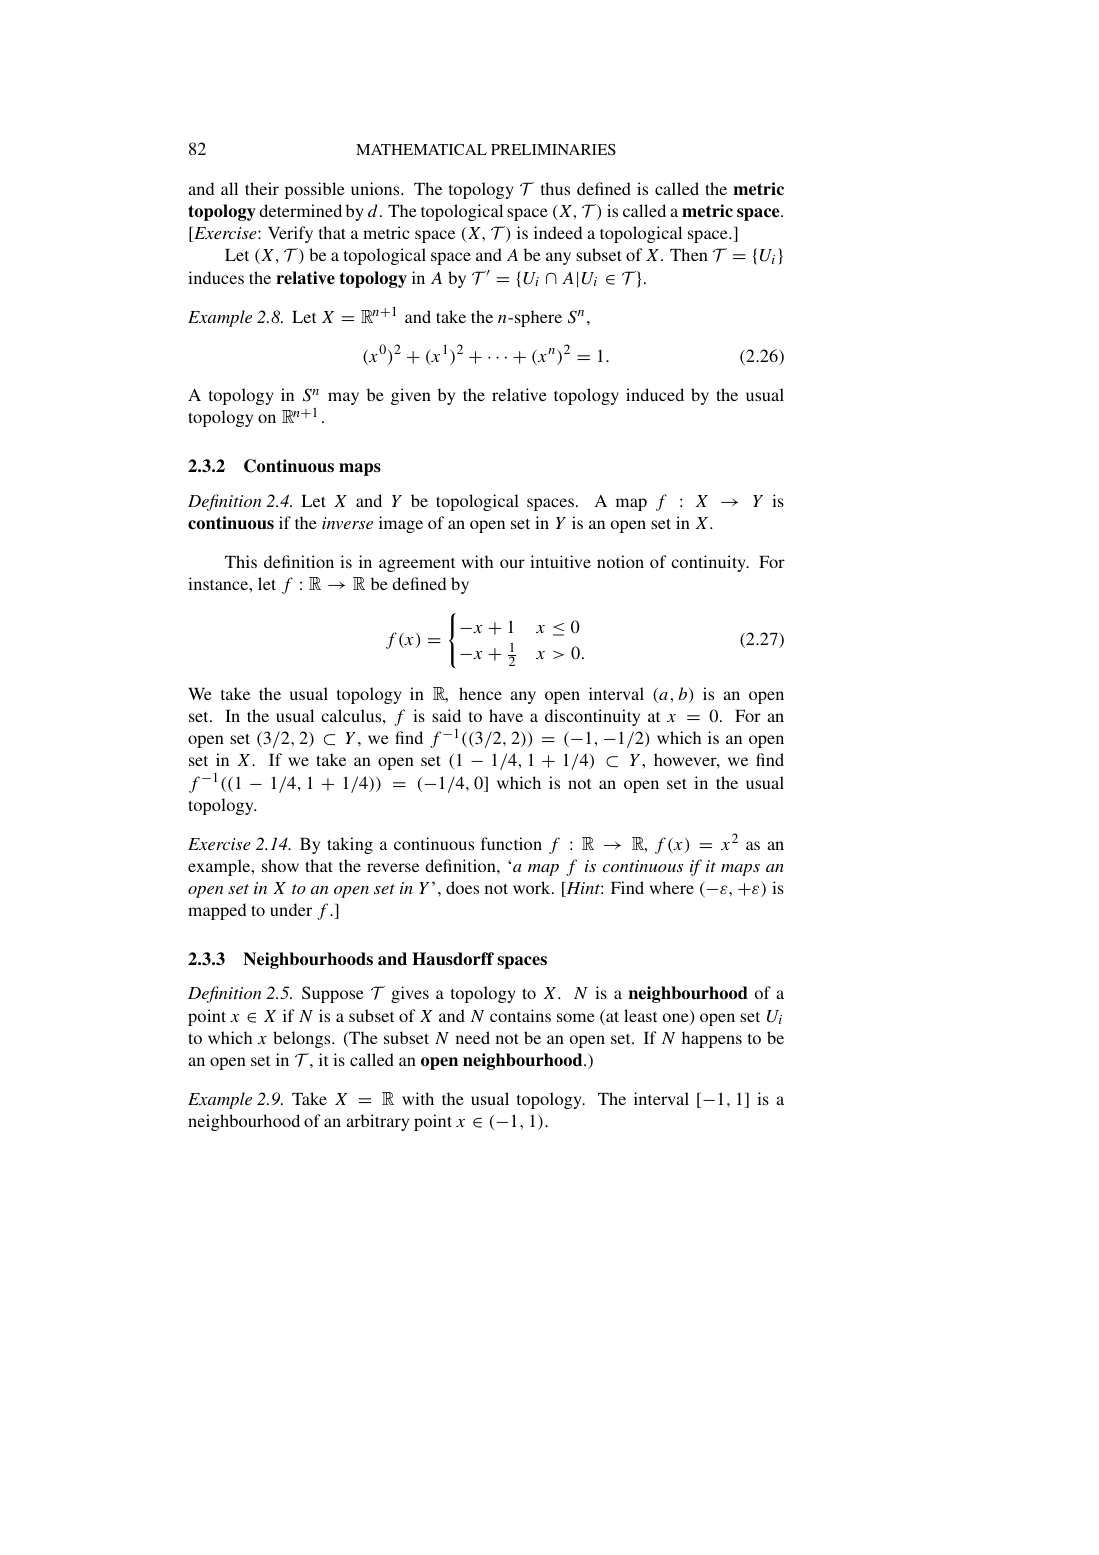 82 MATHEMATICAL PRELIMINARIES
and all their possible unions. The topology 𝒯 thus defined is called the metric
topology determined by d. The topological space (X, 𝒯) is called a metric space.
[Exercise: Verify that a metric space (X, 𝒯) is indeed a topological space.]
Let (X, 𝒯) be a topological space and A be any subset of X. Then 𝒯 = {Uᵢ}
induces the relative topology in A by 𝒯′ = {Uᵢ ∩ A|Uᵢ ∈ 𝒯}.
Example 2.8. Let X = ℝⁿ⁺¹ and take the n-sphere Sⁿ,
(x⁰)² + (x¹)² + · · · + (xⁿ)² = 1. (2.26)
A topology in Sⁿ may be given by the relative topology induced by the usual
topology on ℝⁿ⁺¹.
2.3.2 Continuous maps
Definition 2.4. Let X and Y be topological spaces. A map f : X → Y is
continuous if the inverse image of an open set in Y is an open set in X.
This definition is in agreement with our intuitive notion of continuity. For
instance, let f : ℝ → ℝ be defined by
f(x) = { −x + 1 x ≤ 0
−x + ½ x > 0. (2.27)
We take the usual topology in ℝ, hence any open interval (a, b) is an open
set. In the usual calculus, f is said to have a discontinuity at x = 0. For an
open set (3/2, 2) ⊂ Y, we find f⁻¹((3/2, 2)) = (−1, −1/2) which is an open
set in X. If we take an open set (1 − 1/4, 1 + 1/4) ⊂ Y, however, we find
f⁻¹((1 − 1/4, 1 + 1/4)) = (−1/4, 0] which is not an open set in the usual
topology.
Exercise 2.14. By taking a continuous function f : ℝ → ℝ, f(x) = x² as an
example, show that the reverse definition, ‘a map f is continuous if it maps an
open set in X to an open set in Y’, does not work. [Hint: Find where (−ε, +ε) is
mapped to under f.]
2.3.3 Neighbourhoods and Hausdorff spaces
Definition 2.5. Suppose 𝒯 gives a topology to X. N is a neighbourhood of a
point x ∈ X if N is a subset of X and N contains some (at least one) open set Uᵢ
to which x belongs. (The subset N need not be an open set. If N happens to be
an open set in 𝒯, it is called an open neighbourhood.)
Example 2.9. Take X = ℝ with the usual topology. The interval [−1, 1] is a
neighbourhood of an arbitrary point x ∈ (−1, 1).